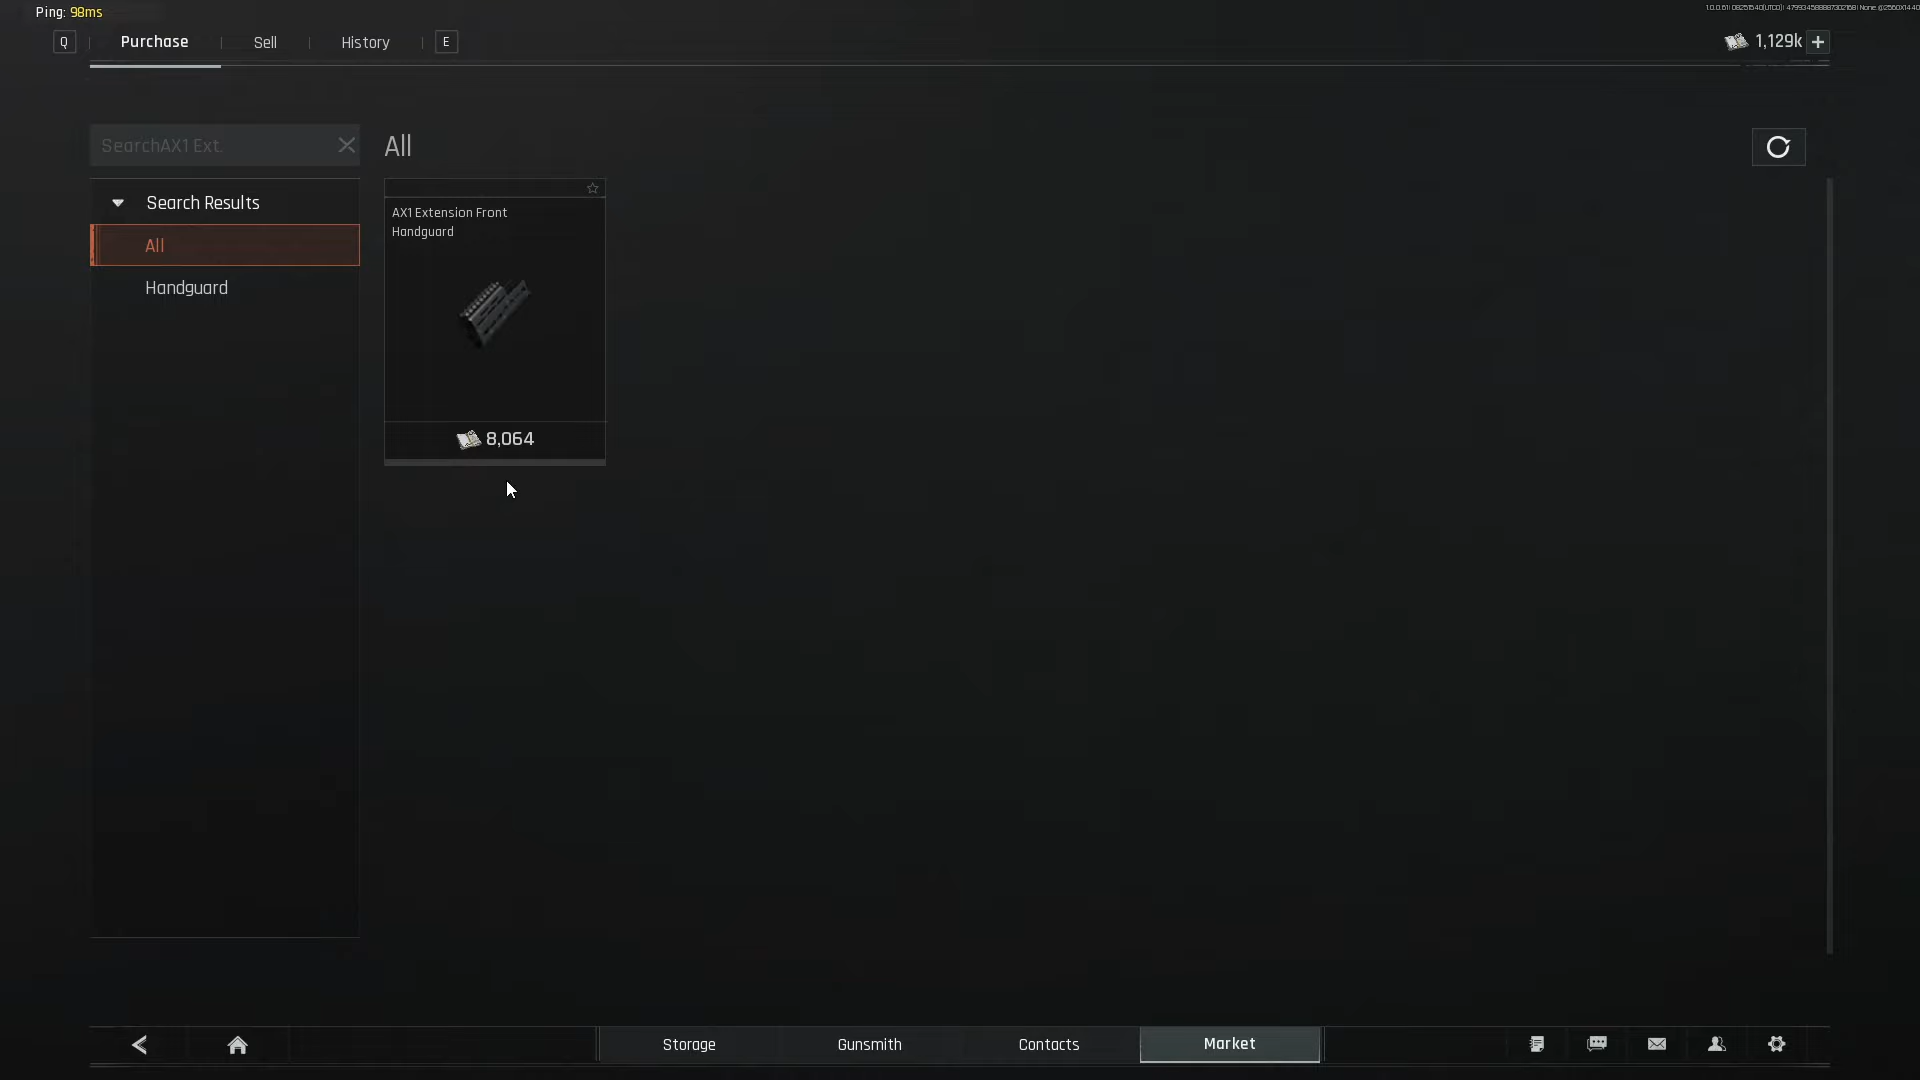 Ping: 98ms
Q
Purchase
Sell
History
E
1,129k
SearchAX1 Ext.
All
Search Results
All
Handguard
AX1 Extension Front
Handguard
8,064
Storage
Gunsmith
Contacts
Market